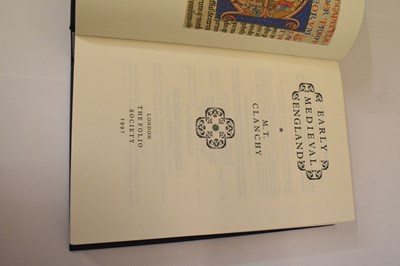 EARLY
MEDIEVAL
ENGLAND
*
M.T.
CLANCHY
LONDON
THE FOLIO
SOCIETY
1997